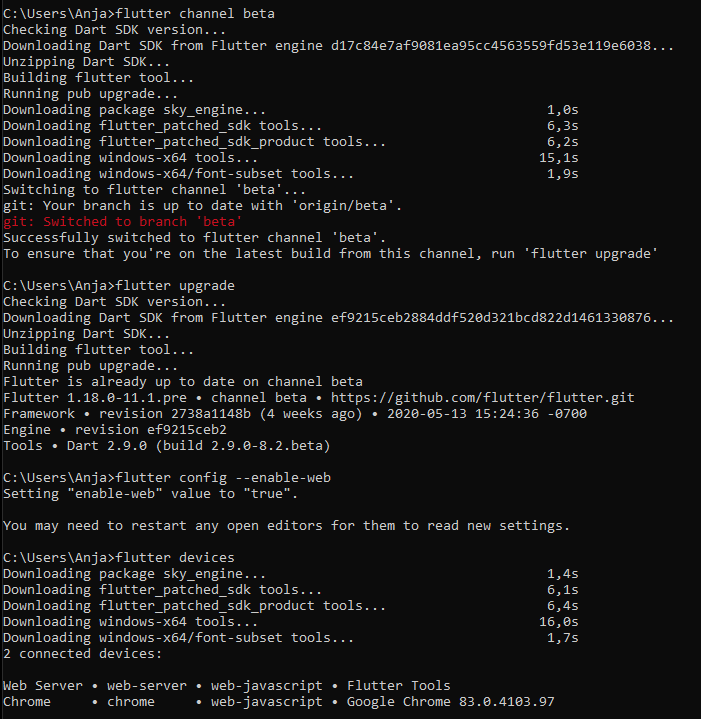 C:\Users\Anja>flutter channel beta
Checking Dart SDK version...
Downloading Dart SDK from Flutter engine d17c84e7af9081ea95cc4563559fd53e119e6038...
Unzipping Dart SDK...
Building flutter tool...
Running pub upgrade...
Downloading package sky_engine... 1,0s
Downloading flutter_patched_sdk tools... 6,3s
Downloading flutter_patched_sdk_product tools... 6,2s
Downloading windows-x64 tools... 15,1s
Downloading windows-x64/font-subset tools... 1,9s
Switching to flutter channel 'beta'...
git: Your branch is up to date with 'origin/beta'.
git: Switched to branch 'beta'
Successfully switched to flutter channel 'beta'.
To ensure that you're on the latest build from this channel, run 'flutter upgrade'
C:\Users\Anja>flutter upgrade
Checking Dart SDK version...
Downloading Dart SDK from Flutter engine ef9215ceb2884ddf520d321bcd822d1461330876...
Unzipping Dart SDK...
Building flutter tool...
Running pub upgrade...
Flutter is already up to date on channel beta
Flutter 1.18.0-11.1.pre • channel beta • https://github.com/flutter/flutter.git
Framework • revision 2738a1148b (4 weeks ago) • 2020-05-13 15:24:36 -0700
Engine • revision ef9215ceb2
Tools • Dart 2.9.0 (build 2.9.0-8.2.beta)
C:\Users\Anja>flutter config --enable-web
Setting "enable-web" value to "true".
You may need to restart any open editors for them to read new settings.
C:\Users\Anja>flutter devices
Downloading package sky_engine... 1,4s
Downloading flutter_patched_sdk tools... 6,1s
Downloading flutter_patched_sdk_product tools... 6,4s
Downloading windows-x64 tools... 16,0s
Downloading windows-x64/font-subset tools... 1,7s
2 connected devices:
Web Server • web-server • web-javascript • Flutter Tools
Chrome • chrome • web-javascript • Google Chrome 83.0.4103.97